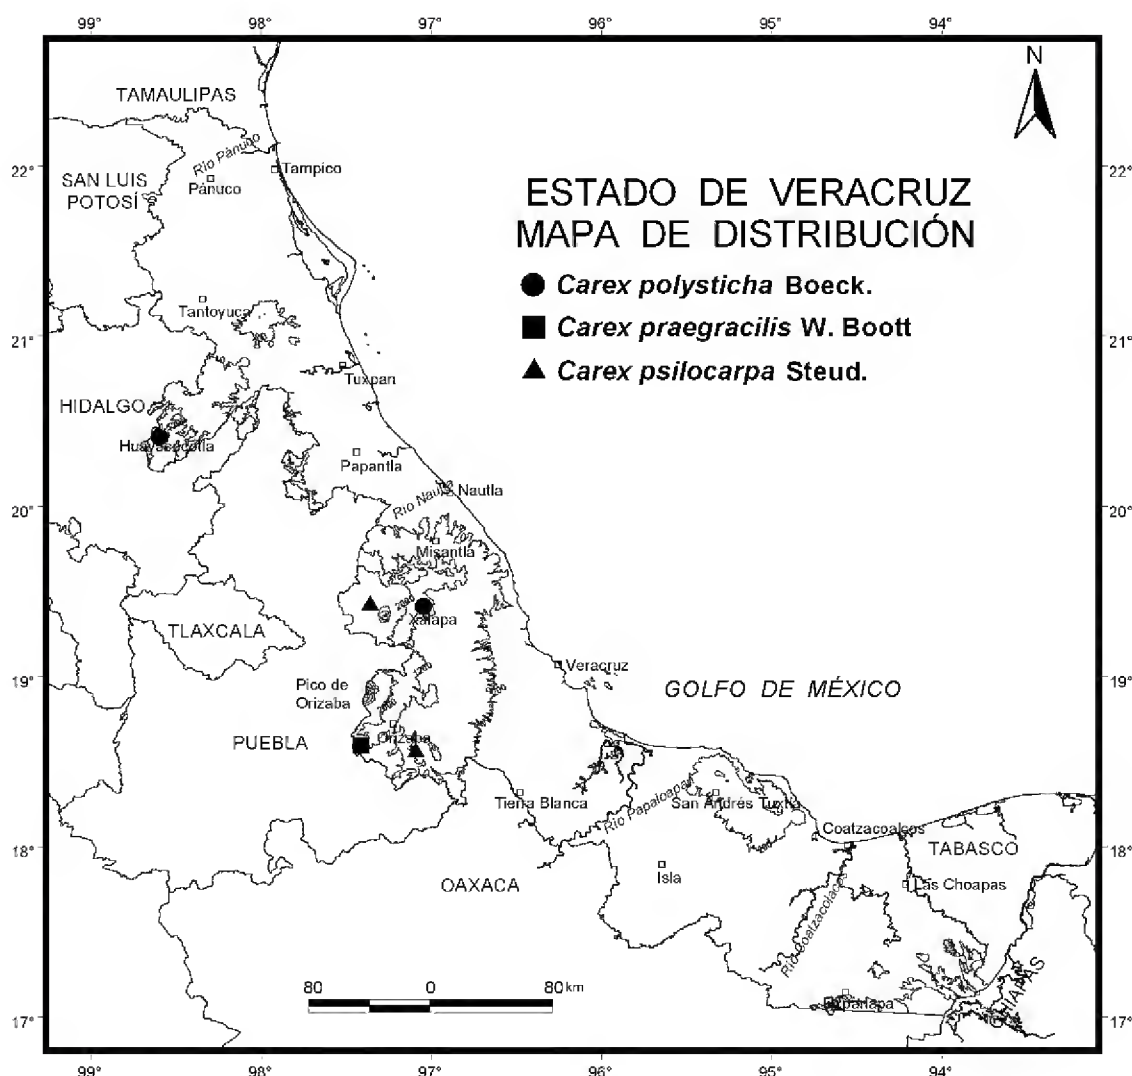 99° 98° 97° 96° 95° 94°
N
TAMAULIPAS
Río Pánuco
22° Tampico 22°
SAN LUIS
POTOSÍ
Pánuco
ESTADO DE VERACRUZ
MAPA DE DISTRIBUCIÓN
Carex polysticha Boeck.
Carex praegracilis W. Boott
Carex psilocarpa Steud.
Tantoyuca
21° 21°
Tuxpan
HIDALGO
Huayacocotla
Papantla
Nautla
Río Nautla
20° 20°
Misantla
Xalapa
TLAXCALA
Veracruz
19° 19°
Pico de
Orizaba
GOLFO DE MÉXICO
PUEBLA
Orizaba
Tierra Blanca
San Andrés Tuxtla
Río Papaloapan
Coatzacoalcos
18° 18°
TABASCO
OAXACA
Isla
Las Choapas
Río Coatzacoalcos
CHIAPAS
80 0 80 km
17° 17°
99° 98° 97° 96° 95° 94°